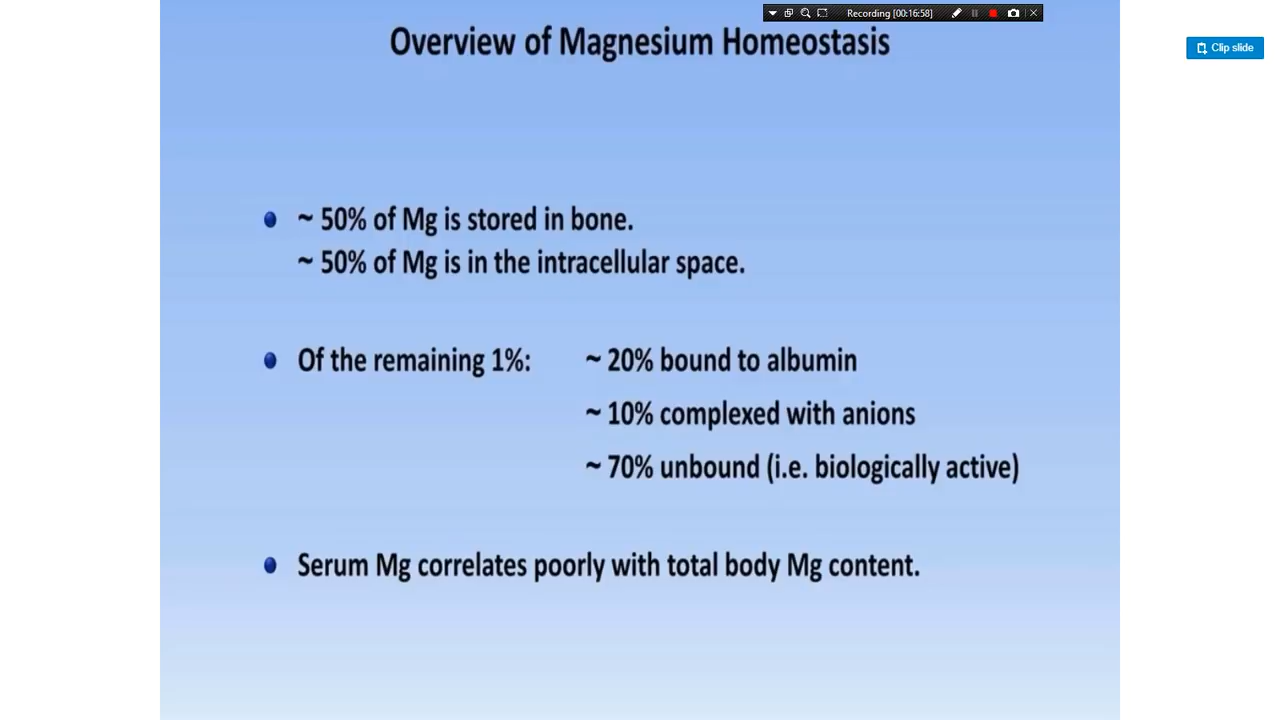 Recording [00:16:58]
Clip slide
Overview of Magnesium Homeostasis
~ 50% of Mg is stored in bone.
~ 50% of Mg is in the intracellular space.
Of the remaining 1%: ~ 20% bound to albumin
~ 10% complexed with anions
~ 70% unbound (i.e. biologically active)
Serum Mg correlates poorly with total body Mg content.